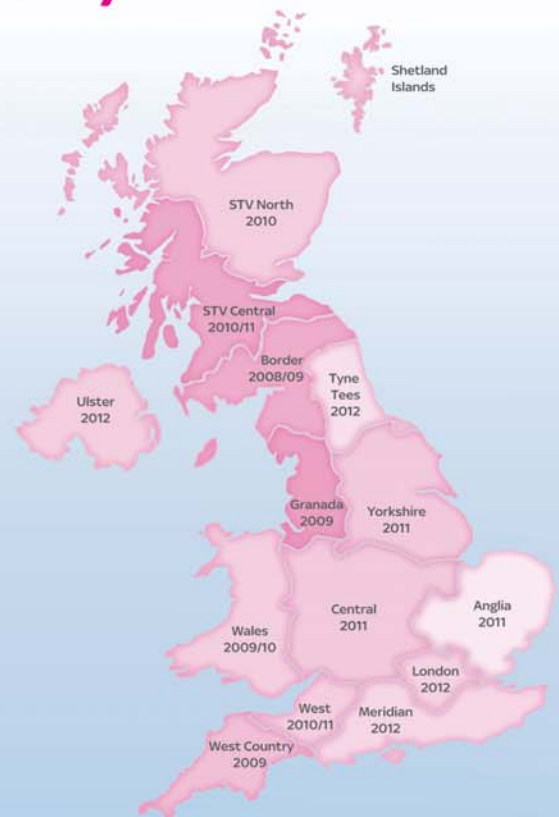 Shetland
Islands
STV North
2010
STV Central
2010/11
Border
2008/09
Tyne
Tees
2012
Ulster
2012
Granada
2009
Yorkshire
2011
Central
2011
Anglia
2011
Wales
2009/10
London
2012
West
2010/11
Meridian
2012
West Country
2009